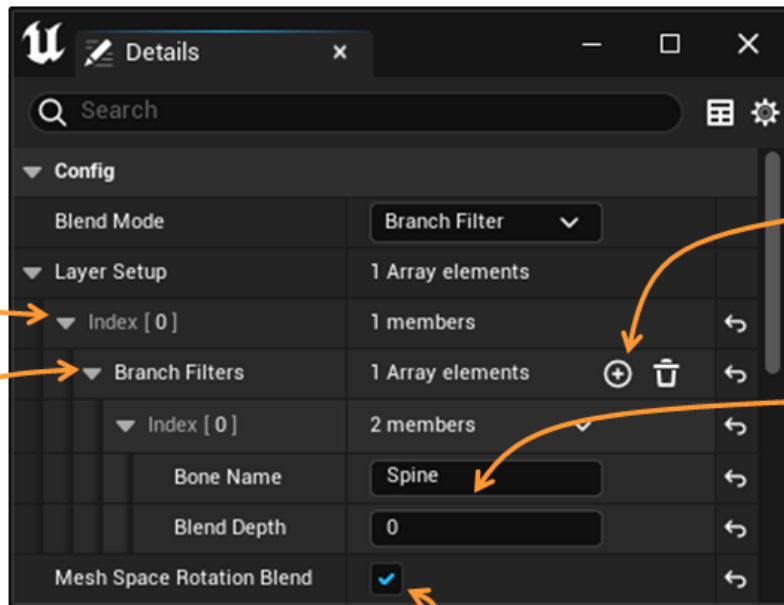 Details
Search
Config
Blend Mode Branch Filter
Layer Setup 1 Array elements
Index [ 0 ] 1 members
Branch Filters 1 Array elements
Index [ 0 ] 2 members
Bone Name Spine
Blend Depth 0
Mesh Space Rotation Blend